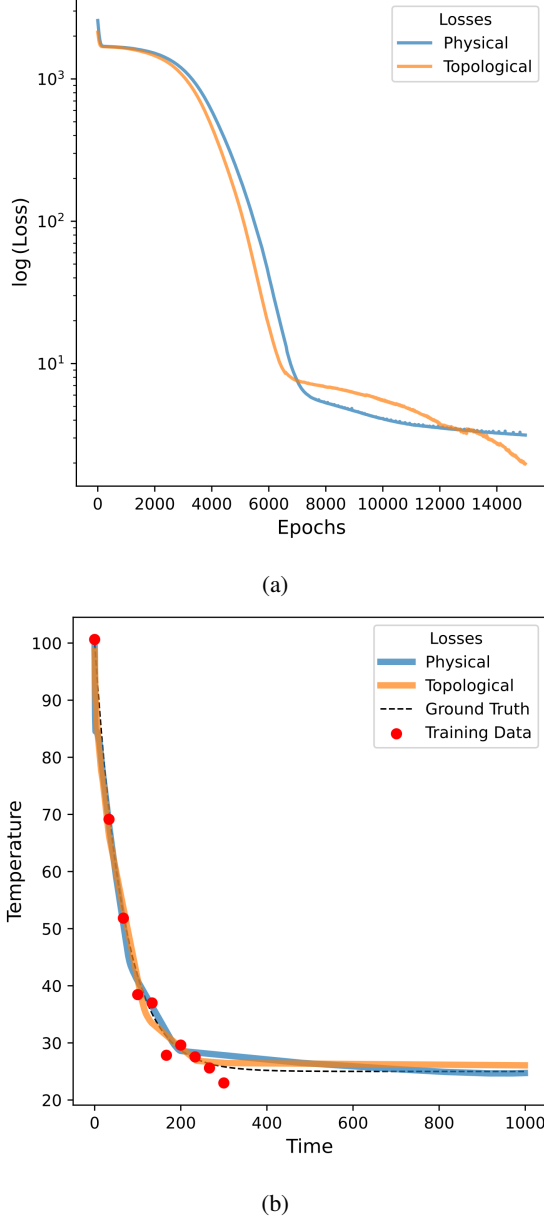 Losses
Physical
Topological
10³
10²
10¹
log (Loss)
0 2000 4000 6000 8000 10000 12000 14000
Epochs
(a)
Losses
Physical
Topological
Ground Truth
Training Data
100
90
80
70
60
50
40
30
20
Temperature
0 200 400 600 800 1000
Time
(b)